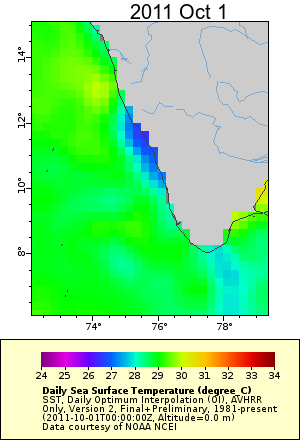 2011 Oct 1
14°
12°
10°
8°
74° 76° 78°
24 25 26 27 28 29 30 31 32 33 34
Daily Sea Surface Temperature (degree_C)
SST, Daily Optimum Interpolation (OI), AVHRR
Only, Version 2, Final+Preliminary, 1981-present
(2011-10-01T00:00:00Z, Altitude=0.0 m)
Data courtesy of NOAA NCEI